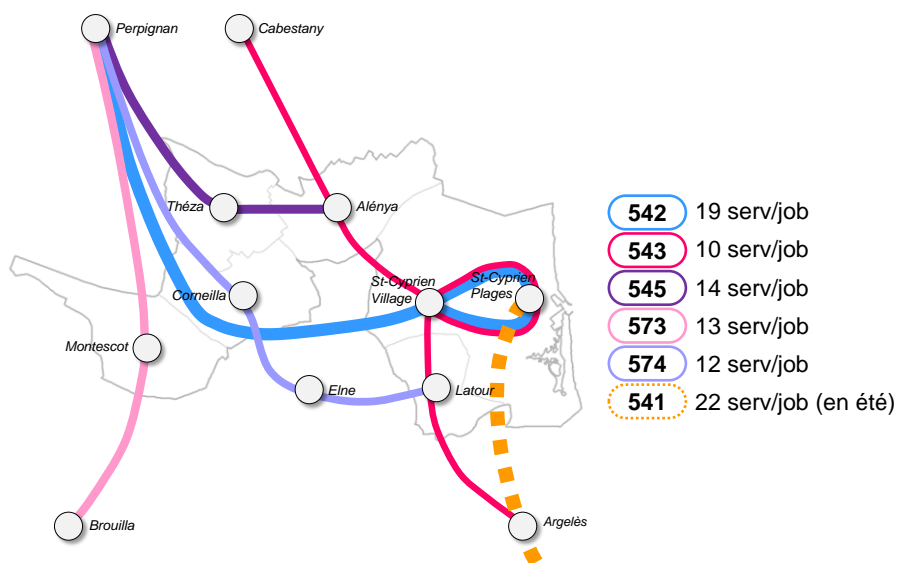 Perpignan
Cabestany
Théza
Alénya
St-Cyprien
Village
St-Cyprien
Plages
Corneilla
Montescot
Elne
Latour
Brouilla
Argelès
542 19 serv/job
543 10 serv/job
545 14 serv/job
573 13 serv/job
574 12 serv/job
541 22 serv/job (en été)